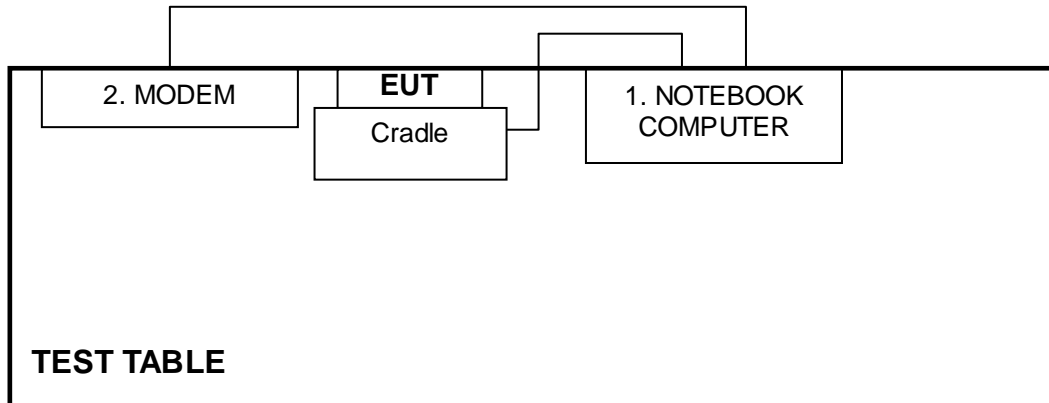 2. MODEM
EUT
Cradle
1. NOTEBOOK
COMPUTER
TEST TABLE